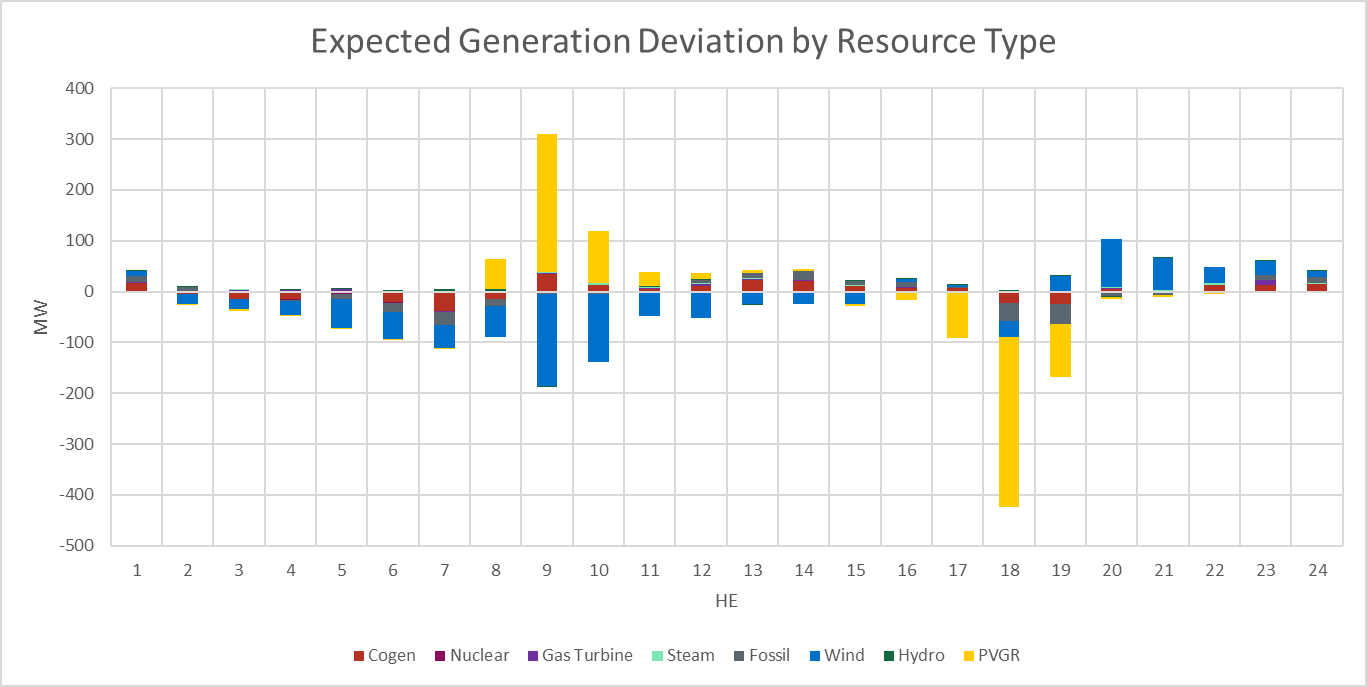 Expected Generation Deviation by Resource Type
400
300
200
100
0
-100
-200
-300
-400
-500
MW
1 2 3 4 5 6 7 8 9 10 11 12 13 14 15 16 17 18 19 20 21 22 23 24
HE
Cogen Nuclear Gas Turbine Steam Fossil Wind Hydro PVGR